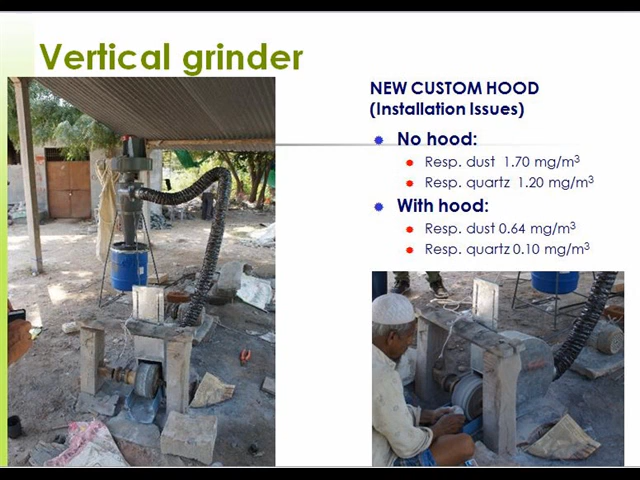 Vertical grinder
NEW CUSTOM HOOD
(Installation Issues)
No hood:
Resp. dust 1.70 mg/m³
Resp. quartz 1.20 mg/m³
With hood:
Resp. dust 0.64 mg/m³
Resp. quartz 0.10 mg/m³